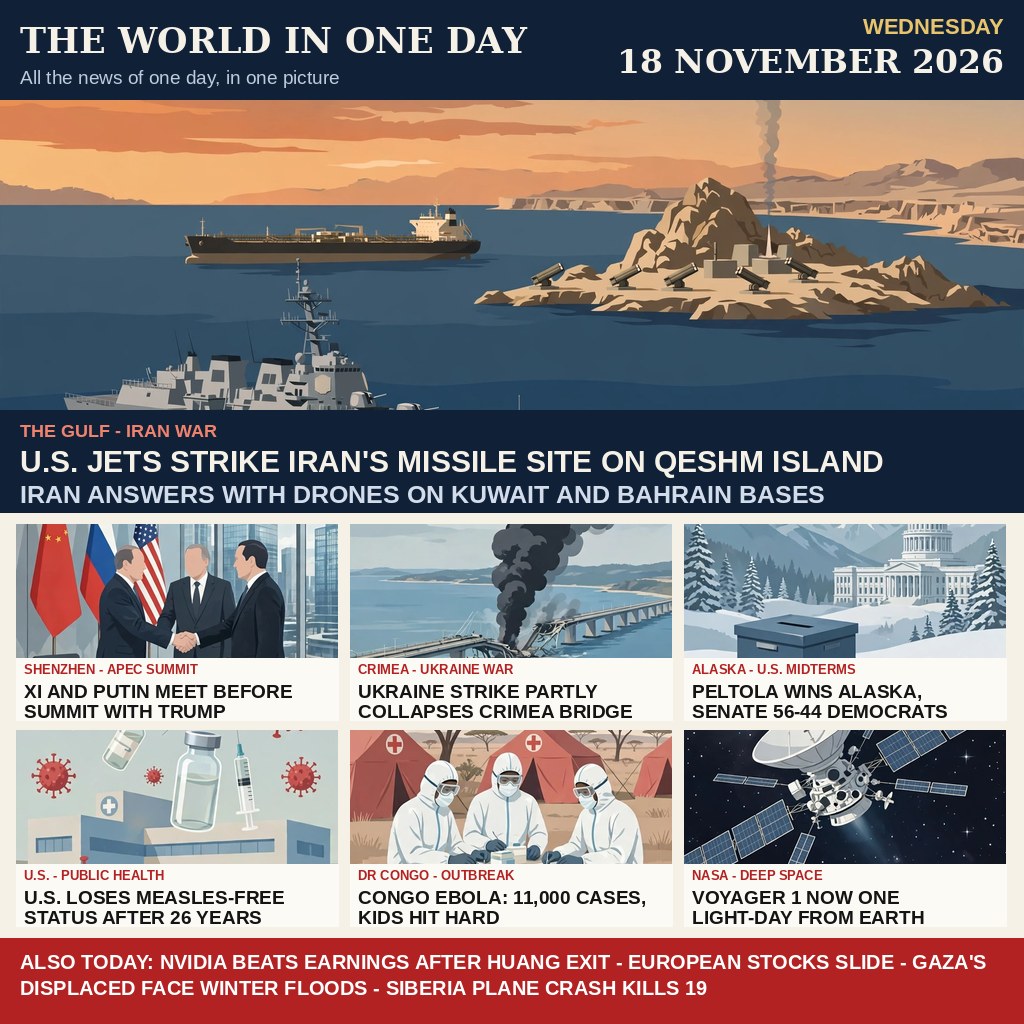 THE WORLD IN ONE DAY
All the news of one day, in one picture
WEDNESDAY
18 NOVEMBER 2026
THE GULF - IRAN WAR
U.S. JETS STRIKE IRAN'S MISSILE SITE ON QESHM ISLAND
IRAN ANSWERS WITH DRONES ON KUWAIT AND BAHRAIN BASES
SHENZHEN - APEC SUMMIT
XI AND PUTIN MEET BEFORE
SUMMIT WITH TRUMP
CRIMEA - UKRAINE WAR
UKRAINE STRIKE PARTLY
COLLAPSES CRIMEA BRIDGE
ALASKA - U.S. MIDTERMS
PELTOLA WINS ALASKA,
SENATE 56-44 DEMOCRATS
U.S. - PUBLIC HEALTH
U.S. LOSES MEASLES-FREE
STATUS AFTER 26 YEARS
DR CONGO - OUTBREAK
CONGO EBOLA: 11,000 CASES,
KIDS HIT HARD
NASA - DEEP SPACE
VOYAGER 1 NOW ONE
LIGHT-DAY FROM EARTH
ALSO TODAY: NVIDIA BEATS EARNINGS AFTER HUANG EXIT - EUROPEAN STOCKS SLIDE - GAZA'S
DISPLACED FACE WINTER FLOODS - SIBERIA PLANE CRASH KILLS 19